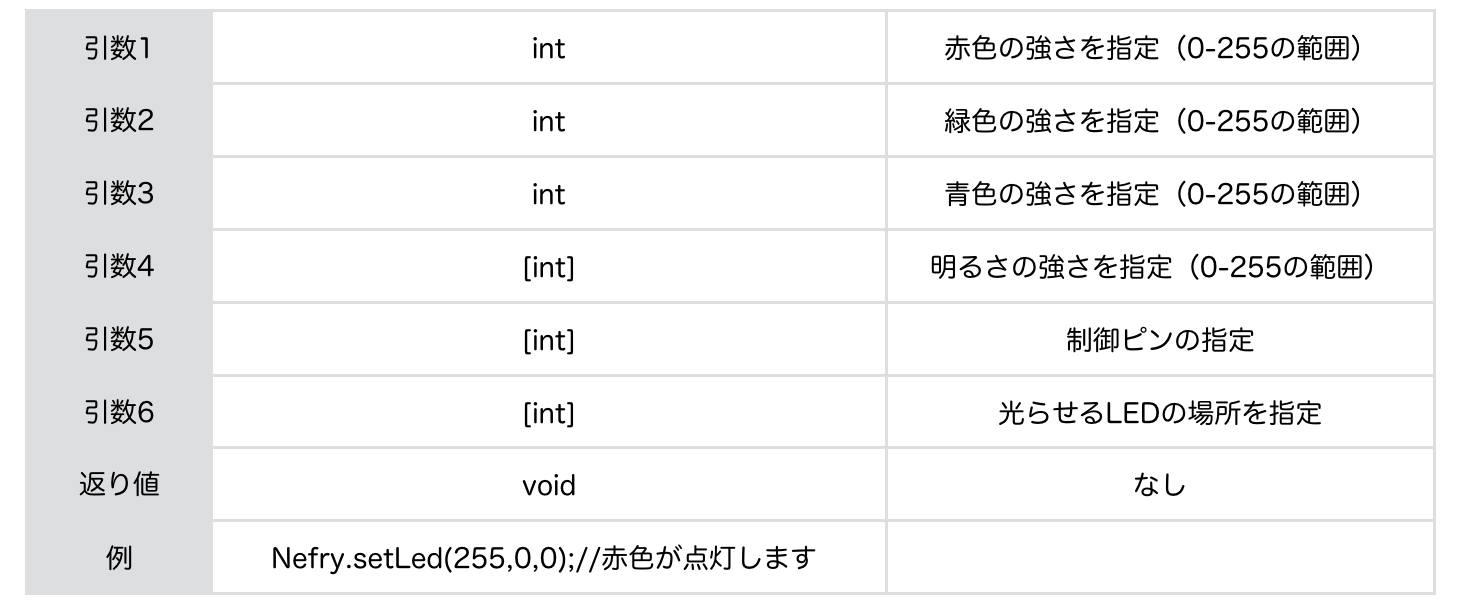 引数1 int 赤色の強さを指定（0-255の範囲）
引数2 int 緑色の強さを指定（0-255の範囲）
引数3 int 青色の強さを指定（0-255の範囲）
引数4 [int] 明るさの強さを指定（0-255の範囲）
引数5 [int] 制御ピンの指定
引数6 [int] 光らせるLEDの場所を指定
返り値 void なし
例 Nefry.setLed(255,0,0);//赤色が点灯します